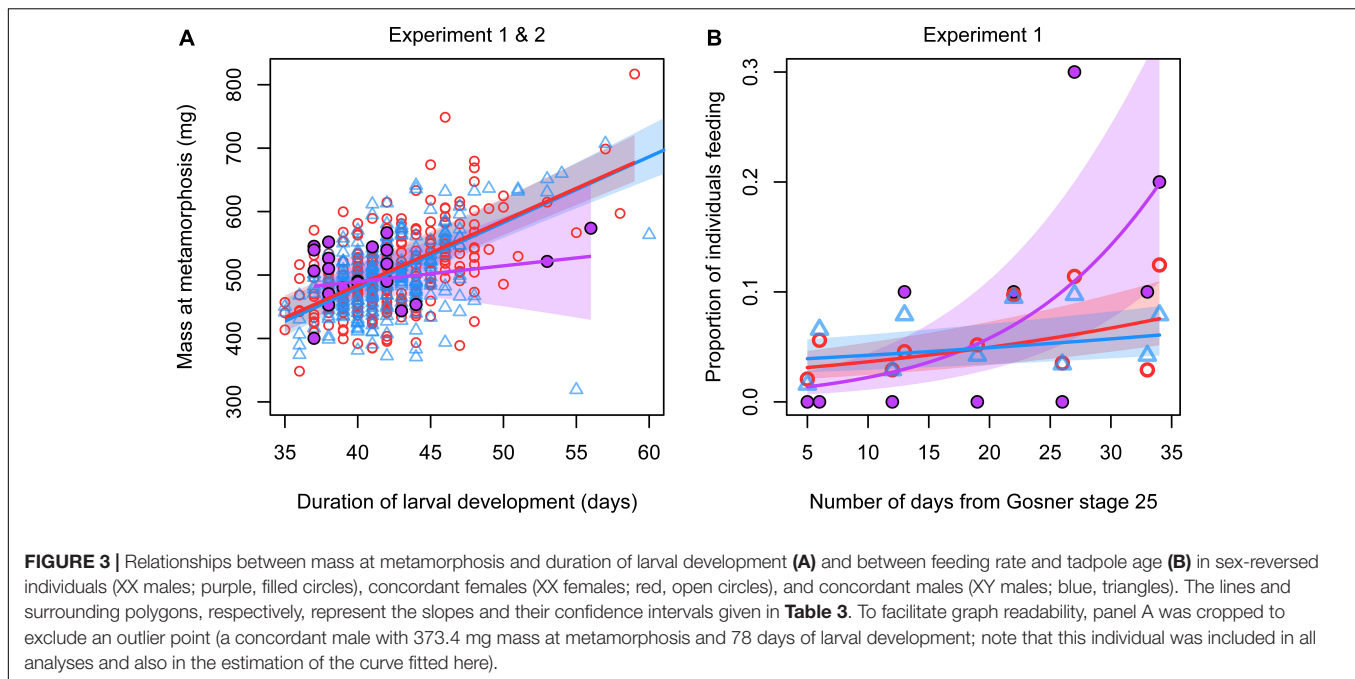 A Experiment 1 & 2
B Experiment 1
Mass at metamorphosis (mg)
800
700
600
500
400
300
35 40 45 50 55 60
Duration of larval development (days)
Proportion of individuals feeding
0.3
0.2
0.1
0.0
5 10 15 20 25 30 35
Number of days from Gosner stage 25
FIGURE 3 | Relationships between mass at metamorphosis and duration of larval development (A) and between feeding rate and tadpole age (B) in sex-reversed
individuals (XX males; purple, filled circles), concordant females (XX females; red, open circles), and concordant males (XY males; blue, triangles). The lines and
surrounding polygons, respectively, represent the slopes and their confidence intervals given in Table 3. To facilitate graph readability, panel A was cropped to
exclude an outlier point (a concordant male with 373.4 mg mass at metamorphosis and 78 days of larval development; note that this individual was included in all
analyses and also in the estimation of the curve fitted here).